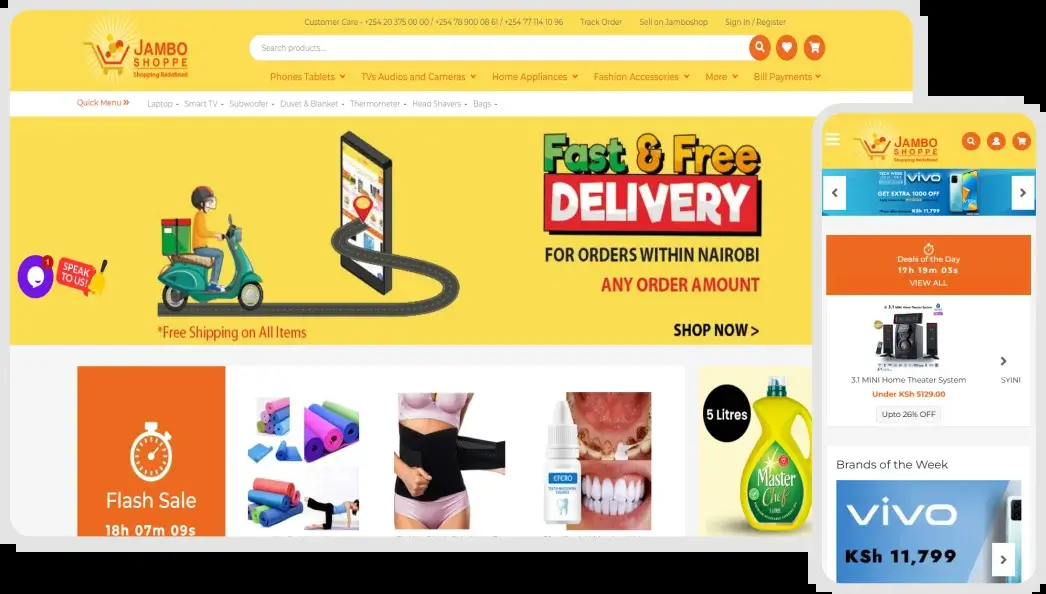 Customer Care - +254 20 375 00 00 / +254 78 900 08 61 / +254 77 114 10 96 Track Order Sell on Jamboshop Sign In / Register
JAMBO
SHOPPE
Shopping Redefined
Search products...
Phones Tablets TVs Audios and Cameras Home Appliances Fashion Accessories More Bill Payments
Quick Menu » Laptop - Smart TV - Subwoofer - Duvet & Blanket - Thermometer - Head Shavers - Bags -
Fast & Free
DELIVERY
FOR ORDERS WITHIN NAIROBI
ANY ORDER AMOUNT
SHOP NOW >
*Free Shipping on All Items
1
SPEAK
TO US!
Flash Sale
18h 07m 09s
EFERO
5 Litres
Master
Chef
JAMBO
SHOPPE
Shopping Redefined
vivo
GET EXTRA 1000 OFF
KSh 11,799
Deals of the Day
17h 19m 03s
VIEW ALL
3.1 MINI Home Theater System
3.1 MINI Home Theater System SYINI
Under KSh 5129.00
Upto 26% OFF
Brands of the Week
vivo
KSh 11,799